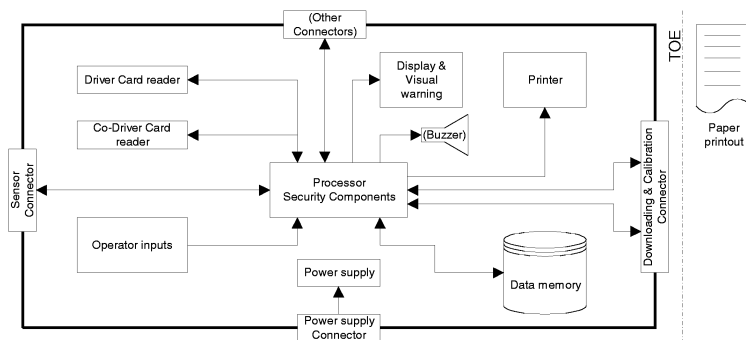 (Other
Connectors)
TOE
Driver Card reader
Display &
Visual
warning
Printer
Paper
printout
Co-Driver Card
reader
(Buzzer)
Sensor
Connector
Processor
Security Components
Downloading & Calibration
Connector
Operator inputs
Power supply
Data memory
Power supply
Connector